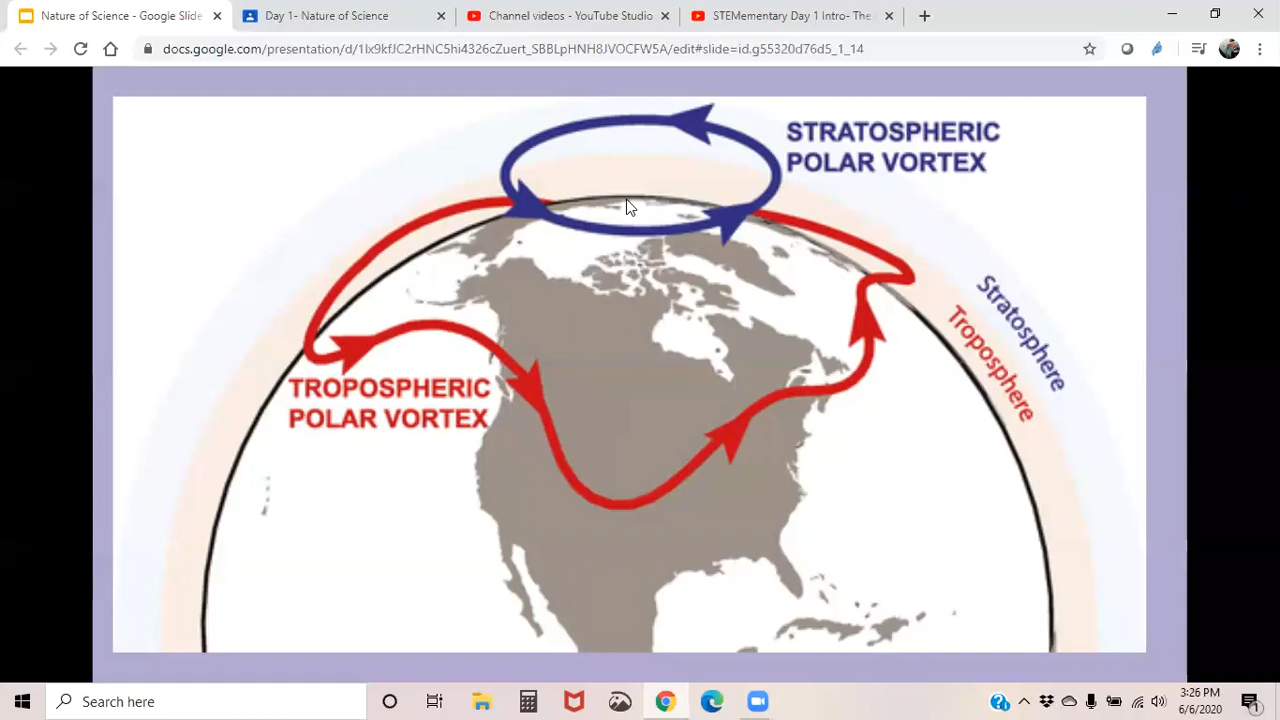 Nature of Science - Google Slide
Day 1 - Nature of Science
Channel videos - YouTube Studio
STEMementary Day 1 Intro- The
docs.google.com/presentation/d/1Ix9kfJC2rHNC5hi4326cZuert_SBBLpHNH8JVOCFW5A/edit#slide=id.g55320d76d5_1_14
STRATOSPHERIC
POLAR VORTEX
Stratosphere
Troposphere
TROPOSPHERIC
POLAR VORTEX
Search here
3:26 PM
6/6/2020